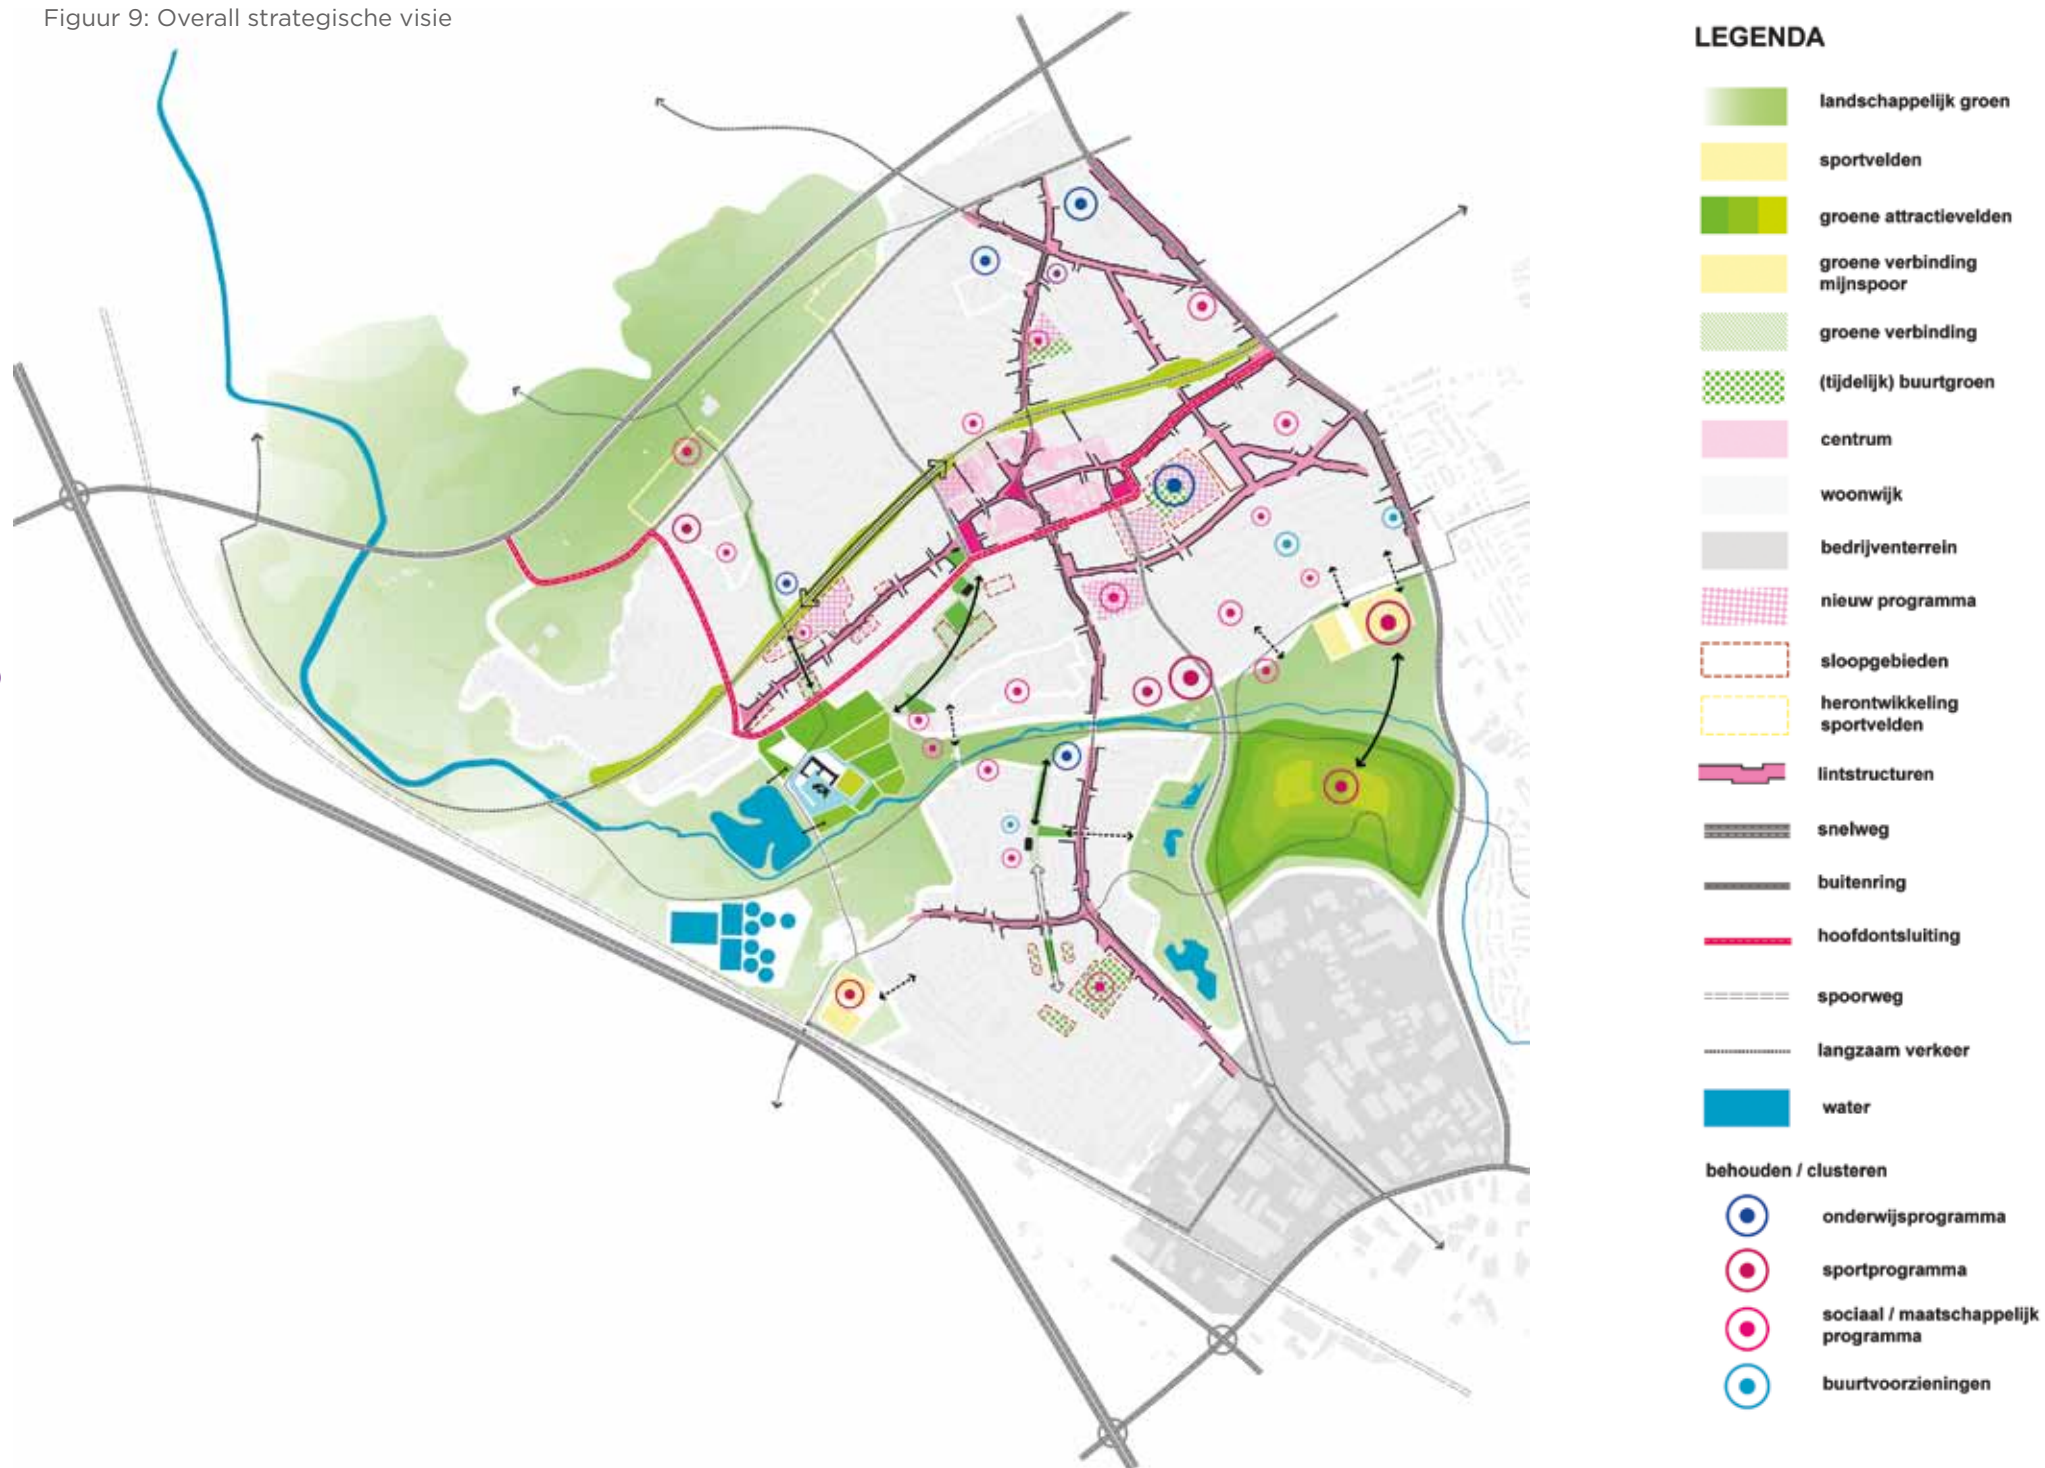 Figuur 9: Overall strategische visie
LEGENDA
landschappelijk groen
sportvelden
groene attractievelden
groene verbinding
mijnspoor
groene verbinding
(tijdelijk) buurtgroen
centrum
woonwijk
bedrijventerrein
nieuw programma
sloopgebieden
herontwikkeling
sportvelden
lintstructuren
snelweg
buitenring
hoofdontsluiting
spoorweg
langzaam verkeer
water
behouden / clusteren
onderwijsprogramma
sportprogramma
sociaal / maatschappelijk
programma
buurtvoorzieningen